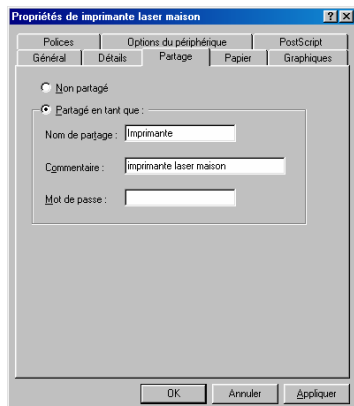 Propriétés de imprimante laser maison
Polices Options du périphérique PostScript
Général Détails Partage Papier Graphiques
Non partagé
Partagé en tant que :
Nom de partage : Imprimante
Commentaire : imprimante laser maison
Mot de passe :
OK Annuler Appliquer